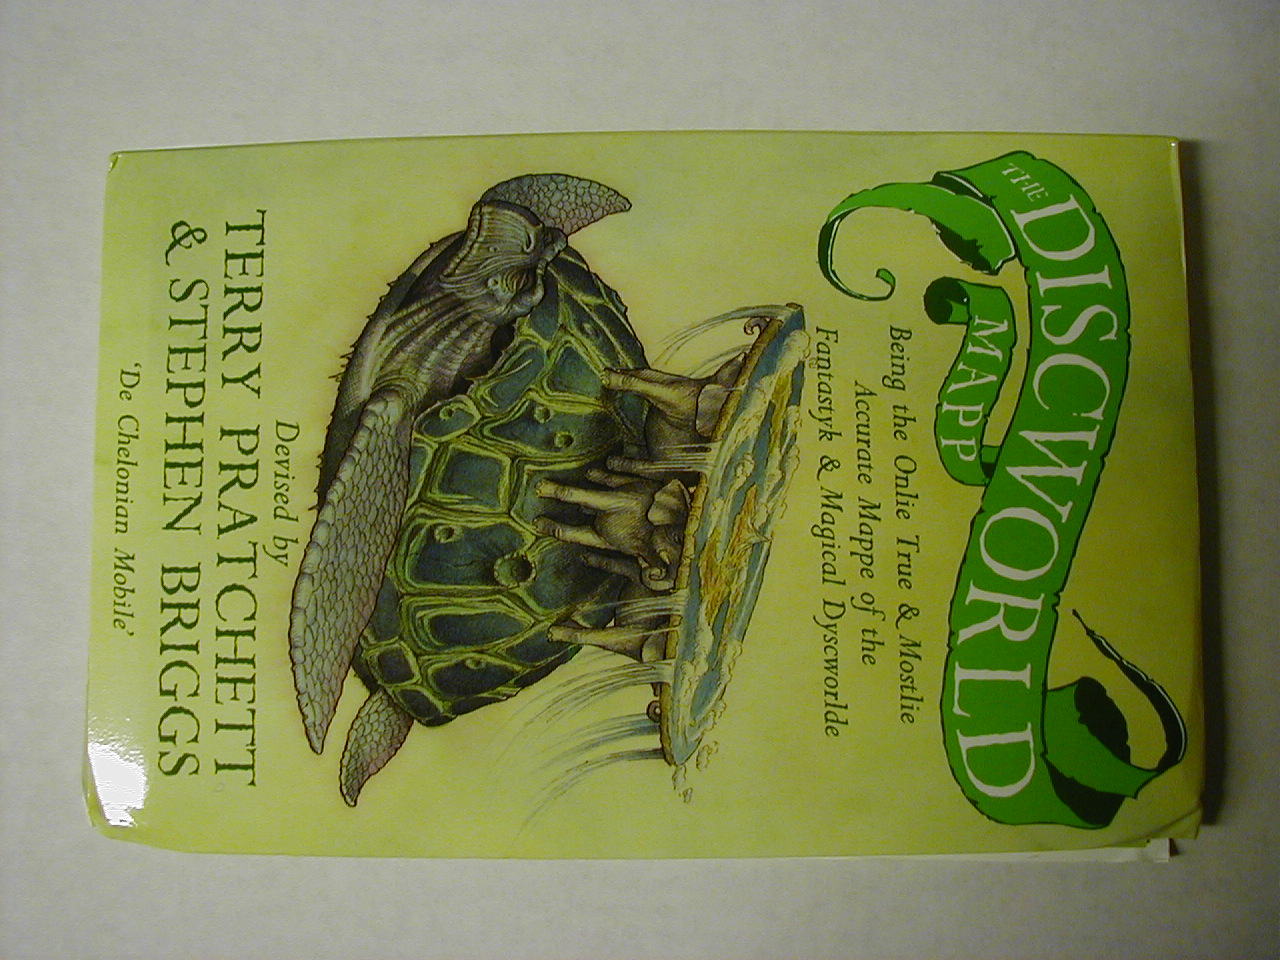 THE
DISCWORLD
MAPP
Being the Onlie True & Mostlie
Accurate Mappe of the
Fantastyk & Magical Dyscworlde
Devised by
TERRY PRATCHETT
& STEPHEN BRIGGS
'De Chelonian Mobile'